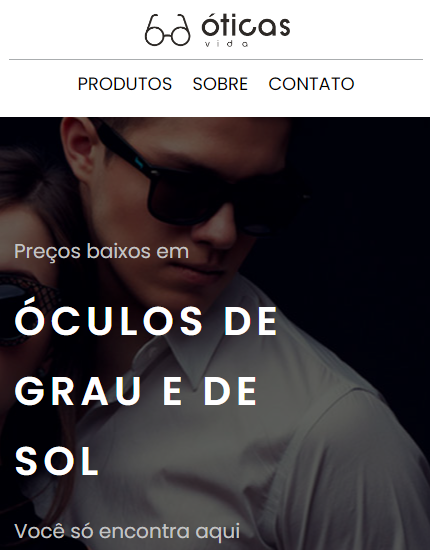 óticas
vida
PRODUTOS SOBRE CONTATO
Preços baixos em
ÓCULOS DE
GRAU E DE
SOL
Você só encontra aqui